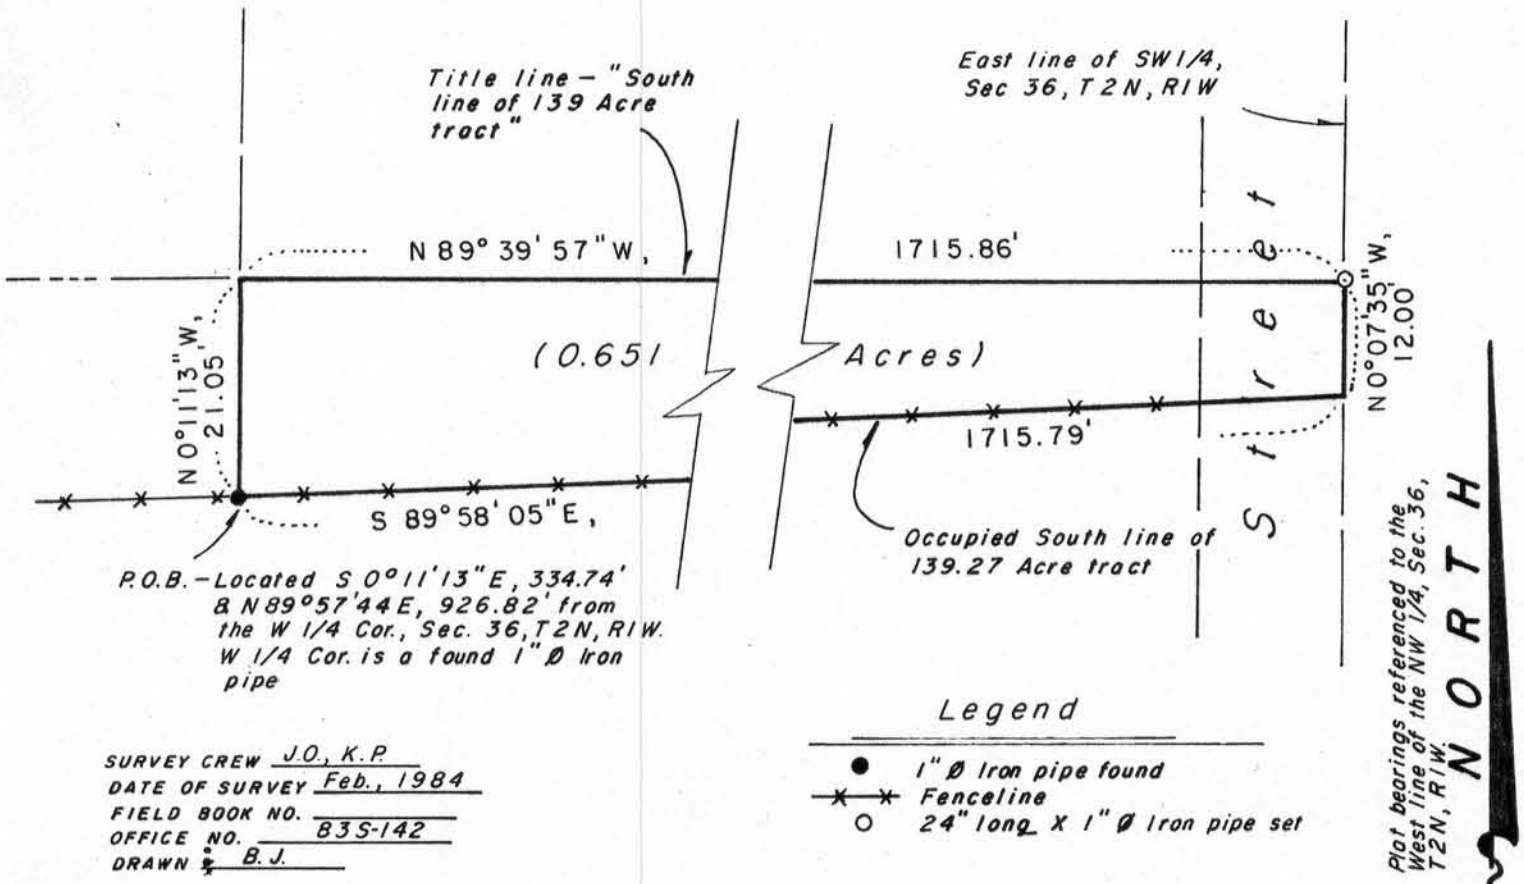 Title line – "South
line of 139 Acre
tract"
East line of SW 1/4,
Sec 36, T2N, R1W
N 89° 39' 57" W,
1715.86'
N 0°11'13" W,
21.05'
(0.651
Acres)
Street
N 0°07'35" W,
12.00'
1715.79'
S 89° 58' 05" E,
Occupied South line of
139.27 Acre tract
P.O.B. – Located S 0°11'13" E, 334.74'
& N 89°57'44 E, 926.82' from
the W 1/4 Cor., Sec. 36, T2N, R1W.
W 1/4 Cor. is a found 1" Ø Iron
pipe
Plat bearings referenced to the
West line of the NW 1/4, Sec. 36,
T2N, R1W.
NORTH
Legend
1" Ø Iron pipe found
Fenceline
24" long X 1" Ø Iron pipe set
SURVEY CREW J.O., K.P.
DATE OF SURVEY Feb., 1984
FIELD BOOK NO.
OFFICE NO. 83S-142
DRAWN : B.J.